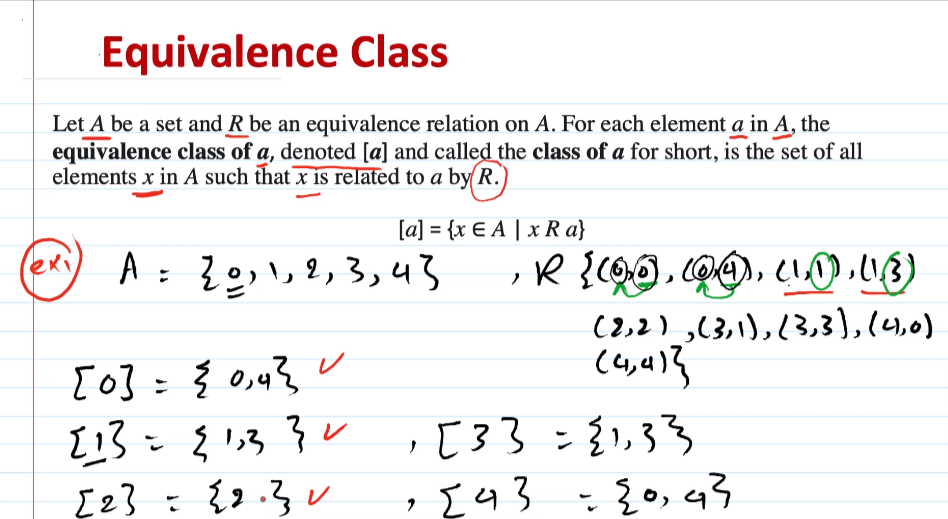 Equivalence Class
Let A be a set and R be an equivalence relation on A. For each element a in A, the
equivalence class of a, denoted [a] and called the class of a for short, is the set of all
elements x in A such that x is related to a by R.
[a] = {x ∈ A | x R a}
ex1 A = {0, 1, 2, 3, 4} , R {(0,0), (0,4), (1,1), (1,3)
(2,2), (3,1), (3,3), (4,0)
(4,4)}
[0] = {0,4} ✓
[1] = {1,3} ✓ , [3] = {1,3}
[2] = {2} ✓ , [4] = {0,4}